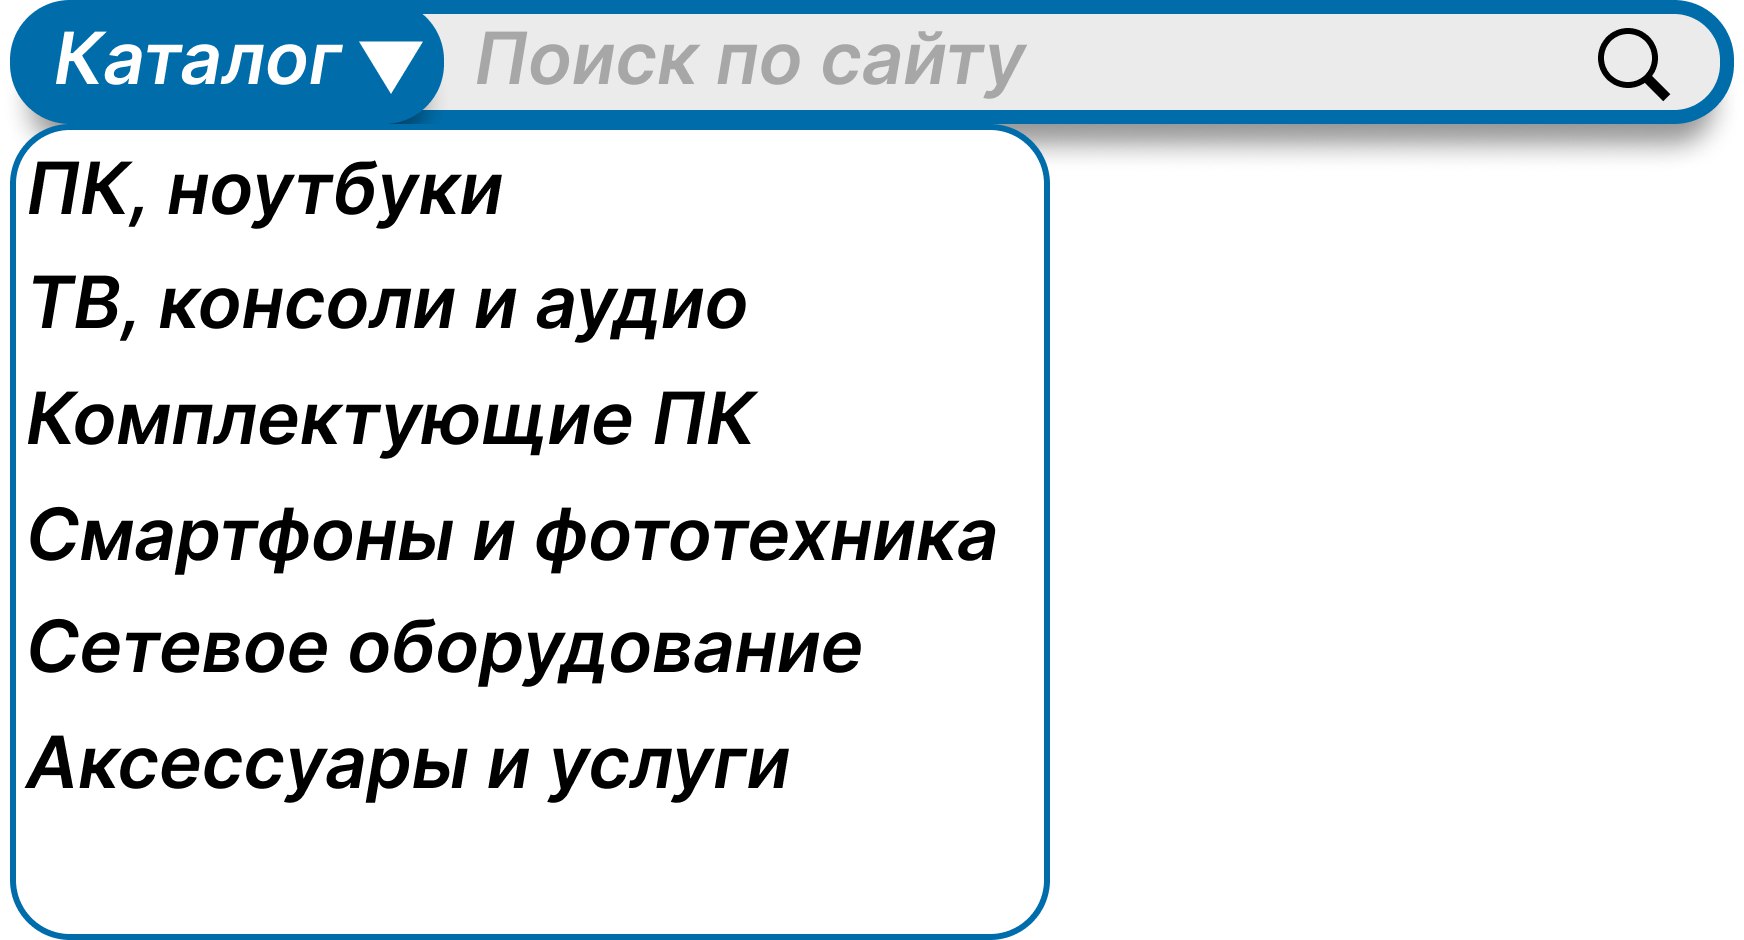 Каталог Поиск по сайту
ПК, ноутбуки
ТВ, консоли и аудио
Комплектующие ПК
Смартфоны и фототехника
Сетевое оборудование
Аксессуары и услуги